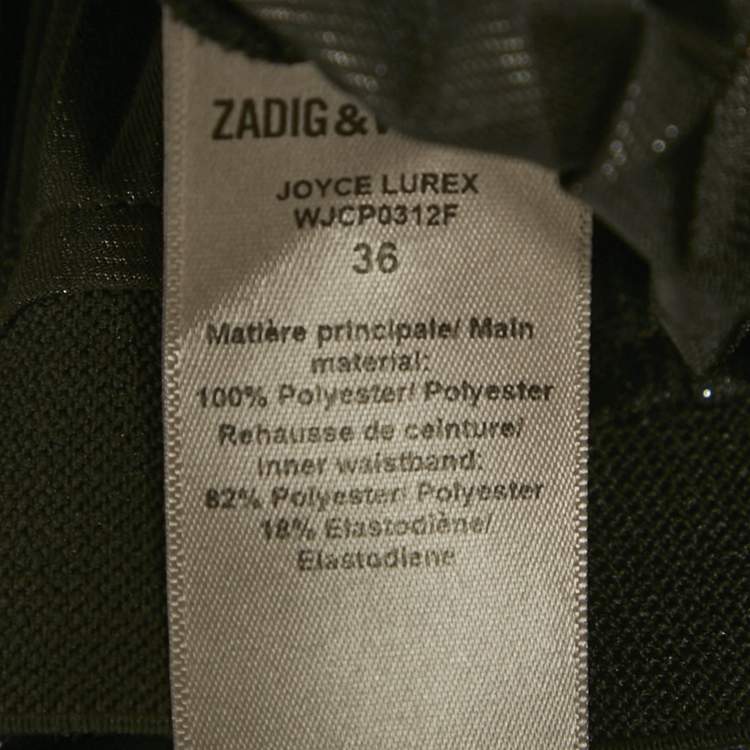 ZADIG&
JOYCE LUREX
WJCP0312F
36
Matière principale/ Main
material:
100% Polyester/ Polyester
Rehausse de ceinture/
Inner waistband:
82% Polyester/ Polyester
18% Elastodiène/
Elastodiene